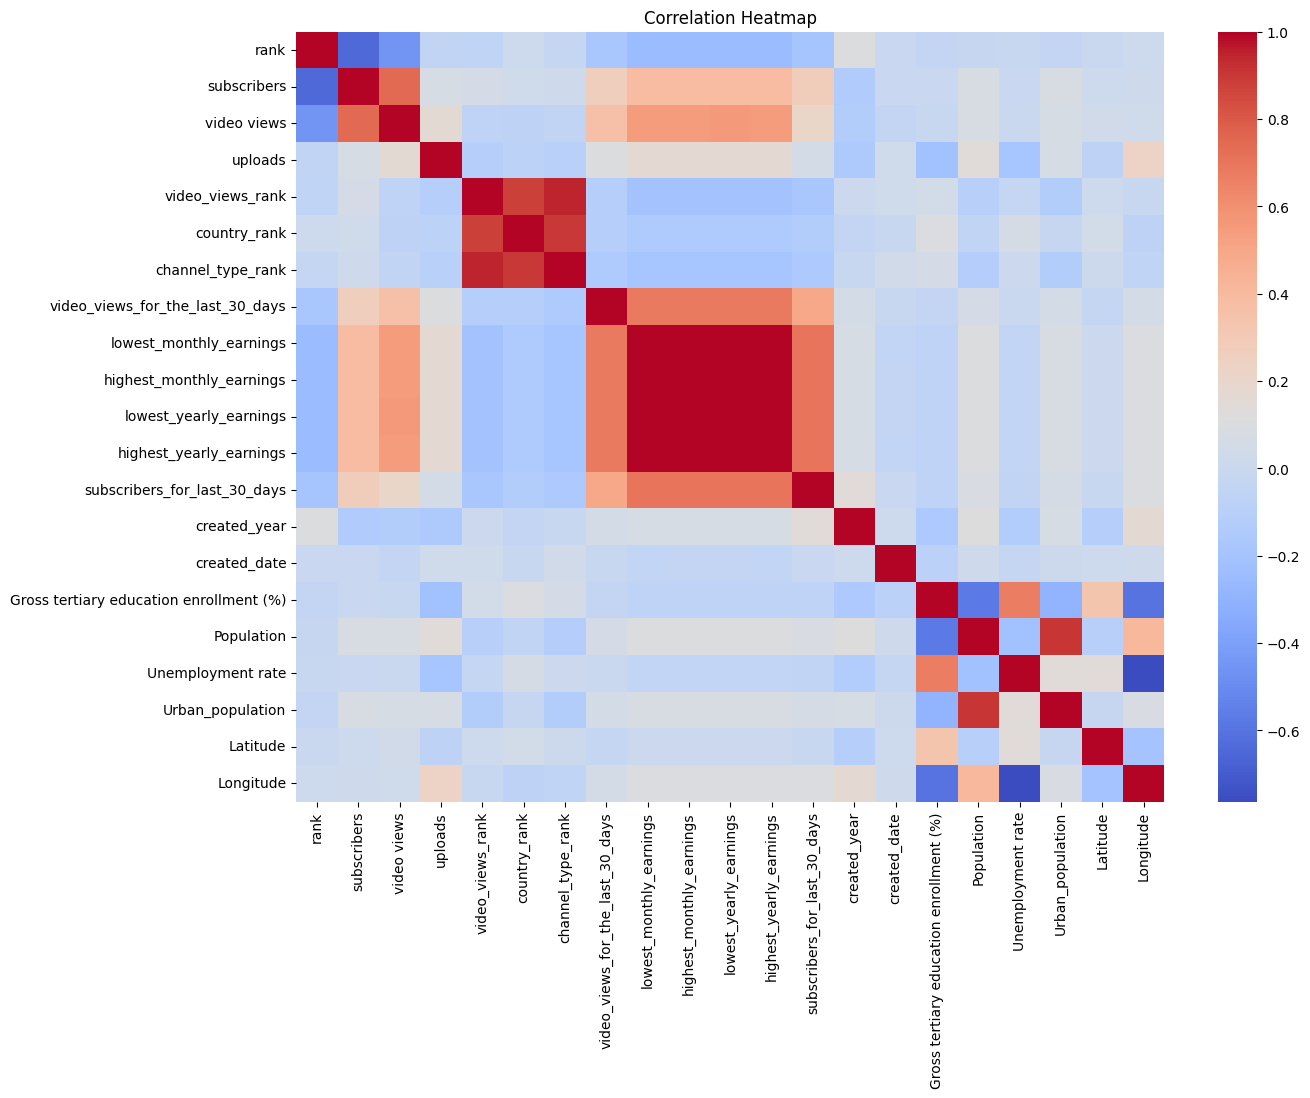 Correlation Heatmap
rank
subscribers
video views
uploads
video_views_rank
country_rank
channel_type_rank
video_views_for_the_last_30_days
lowest_monthly_earnings
highest_monthly_earnings
lowest_yearly_earnings
highest_yearly_earnings
subscribers_for_last_30_days
created_year
created_date
Gross tertiary education enrollment (%)
Population
Unemployment rate
Urban_population
Latitude
Longitude
rank
subscribers
video views
uploads
video_views_rank
country_rank
channel_type_rank
video_views_for_the_last_30_days
lowest_monthly_earnings
highest_monthly_earnings
lowest_yearly_earnings
highest_yearly_earnings
subscribers_for_last_30_days
created_year
created_date
Gross tertiary education enrollment (%)
Population
Unemployment rate
Urban_population
Latitude
Longitude
1.0
0.8
0.6
0.4
0.2
0.0
−0.2
−0.4
−0.6